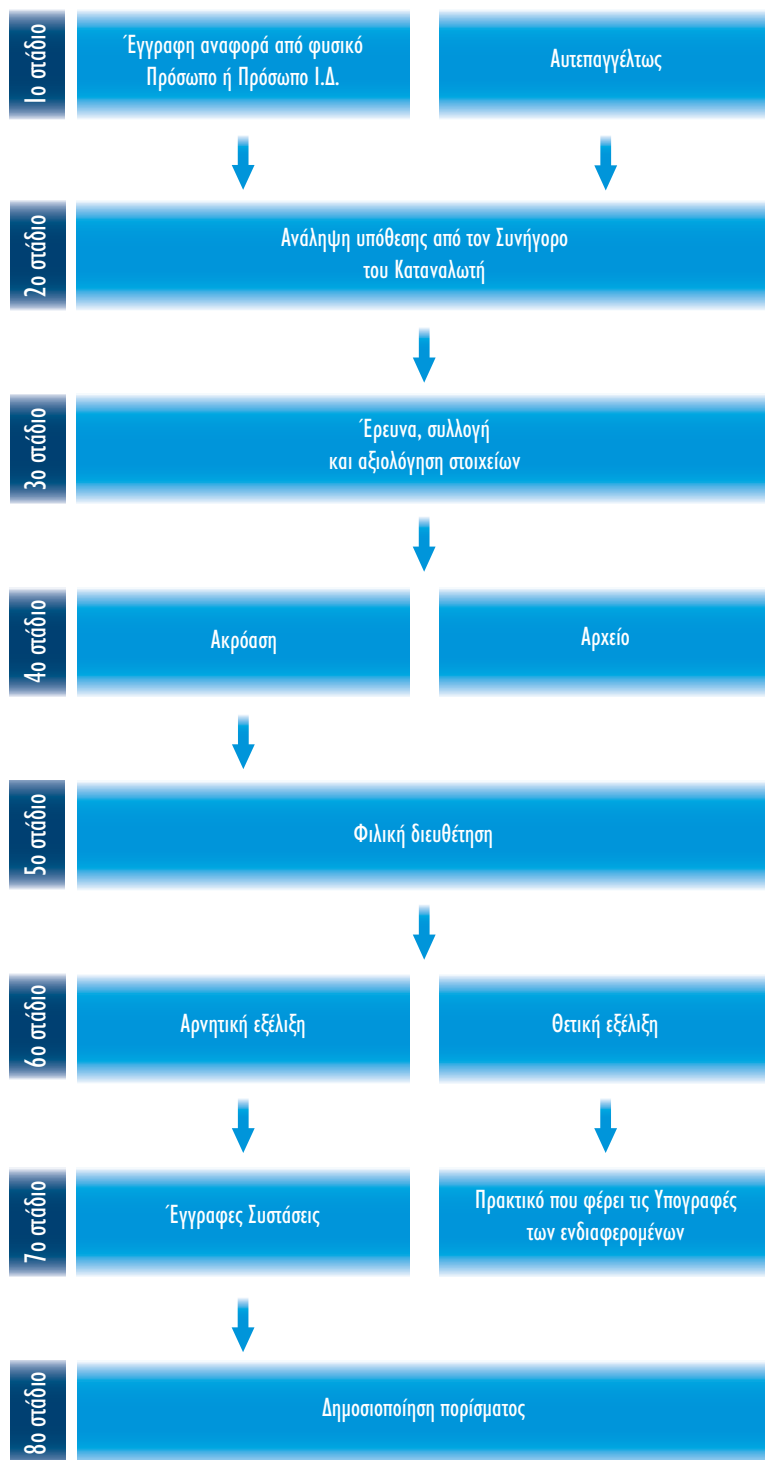 1ο στάδιο
Έγγραφη αναφορά από φυσικό
Πρόσωπο ή Πρόσωπο Ι.Δ.
Αυτεπαγγέλτως
2ο στάδιο
Ανάληψη υπόθεσης από τον Συνήγορο
του Καταναλωτή
3ο στάδιο
Έρευνα, συλλογή
και αξιολόγηση στοιχείων
4ο στάδιο
Ακρόαση
Αρχείο
5ο στάδιο
Φιλική διευθέτηση
6ο στάδιο
Αρνητική εξέλιξη
Θετική εξέλιξη
7ο στάδιο
Έγγραφες Συστάσεις
Πρακτικό που φέρει τις Υπογραφές
των ενδιαφερομένων
8ο στάδιο
Δημοσιοποίηση πορίσματος